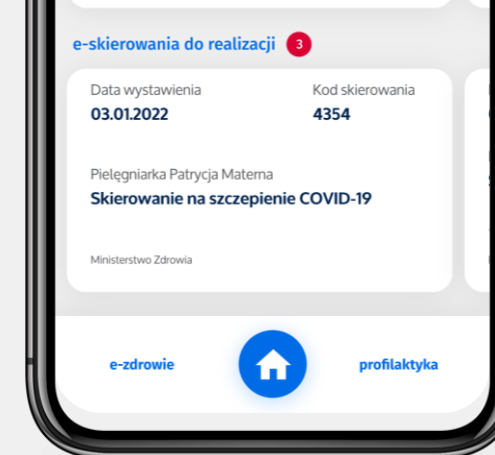 e-skierowania do realizacji 3
Data wystawienia Kod skierowania
03.01.2022 4354
Pielęgniarka Patrycja Materna
Skierowanie na szczepienie COVID-19
Ministerstwo Zdrowia
e-zdrowie profilaktyka